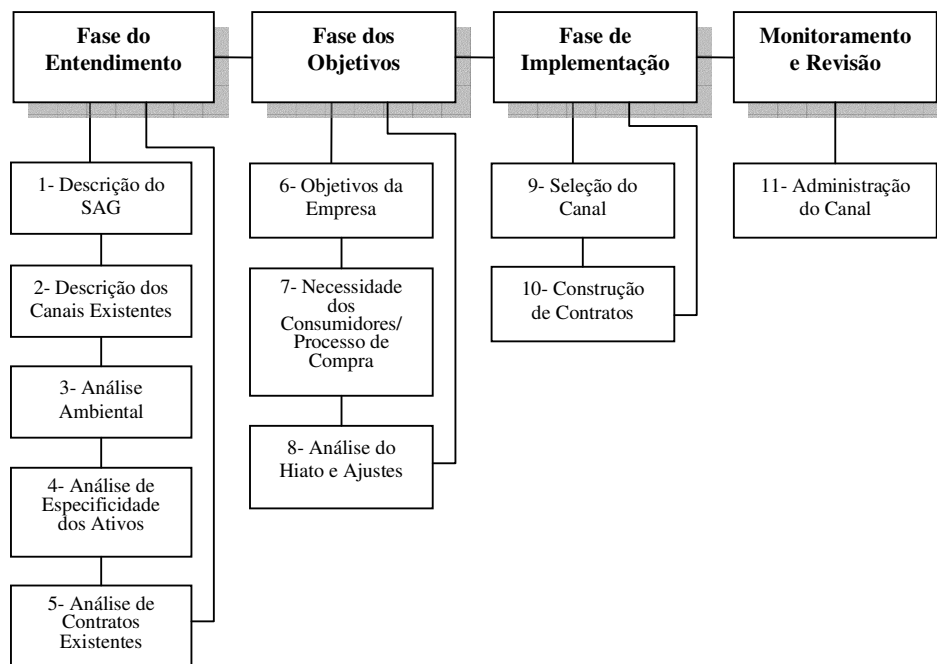 Fase do
Entendimento
Fase dos
Objetivos
Fase de
Implementação
Monitoramento
e Revisão
1- Descrição do
SAG
2- Descrição dos
Canais Existentes
3- Análise
Ambiental
4- Análise de
Especificidade
dos Ativos
5- Análise de
Contratos
Existentes
6- Objetivos da
Empresa
7- Necessidade
dos
Consumidores/
Processo de
Compra
8- Análise do
Hiato e Ajustes
9- Seleção do
Canal
10- Construção
de Contratos
11- Administração
do Canal